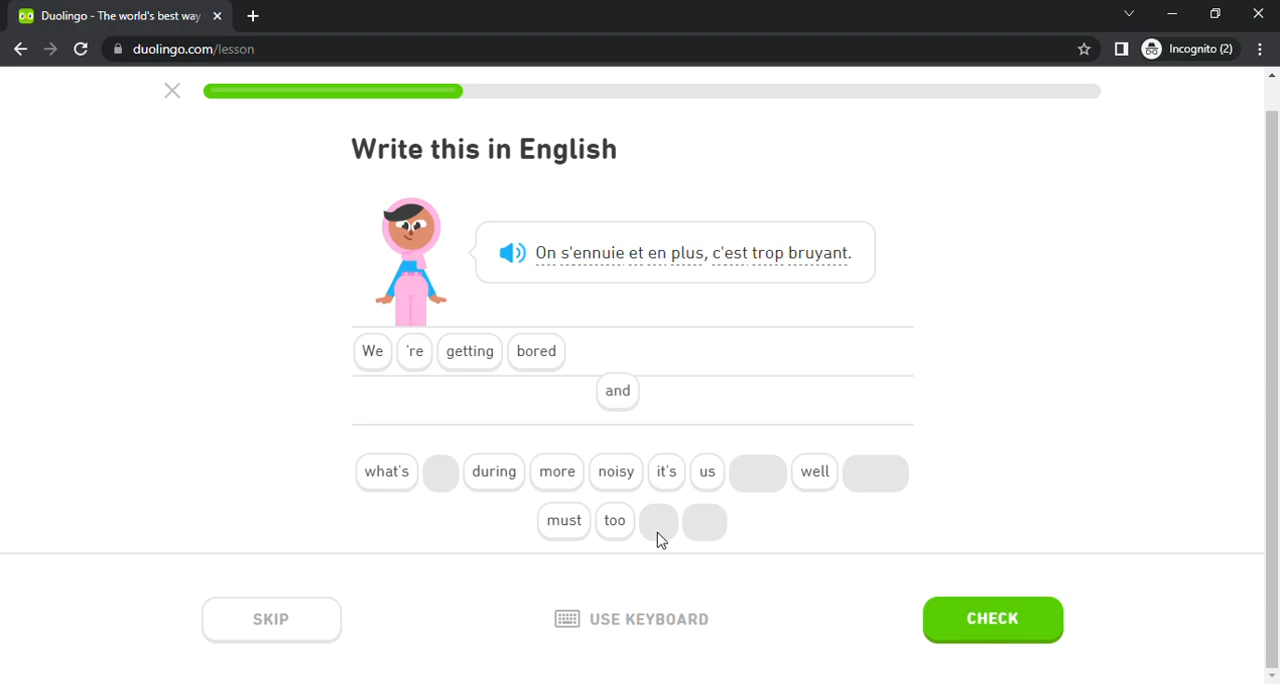 Duolingo - The world's best way
duolingo.com/lesson
Incognito (2)
Write this in English
On s'ennuie et en plus, c'est trop bruyant.
We 're getting bored
and
what's during more noisy it's us well
must too
SKIP USE KEYBOARD CHECK